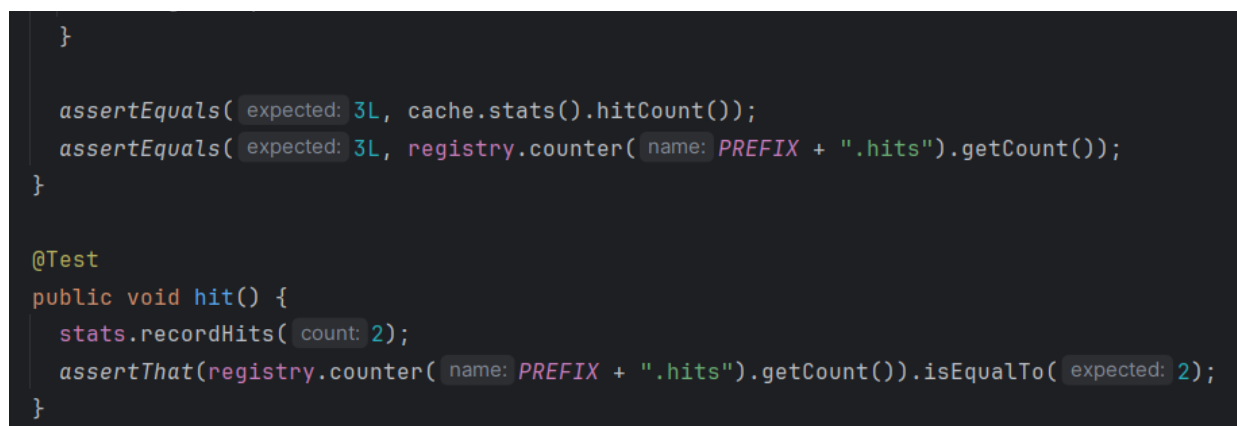 }
assertEquals( expected: 3L, cache.stats().hitCount());
assertEquals( expected: 3L, registry.counter( name: PREFIX + ".hits").getCount());
}
@Test
public void hit() {
stats.recordHits( count: 2);
assertThat(registry.counter( name: PREFIX + ".hits").getCount()).isEqualTo( expected: 2);
}